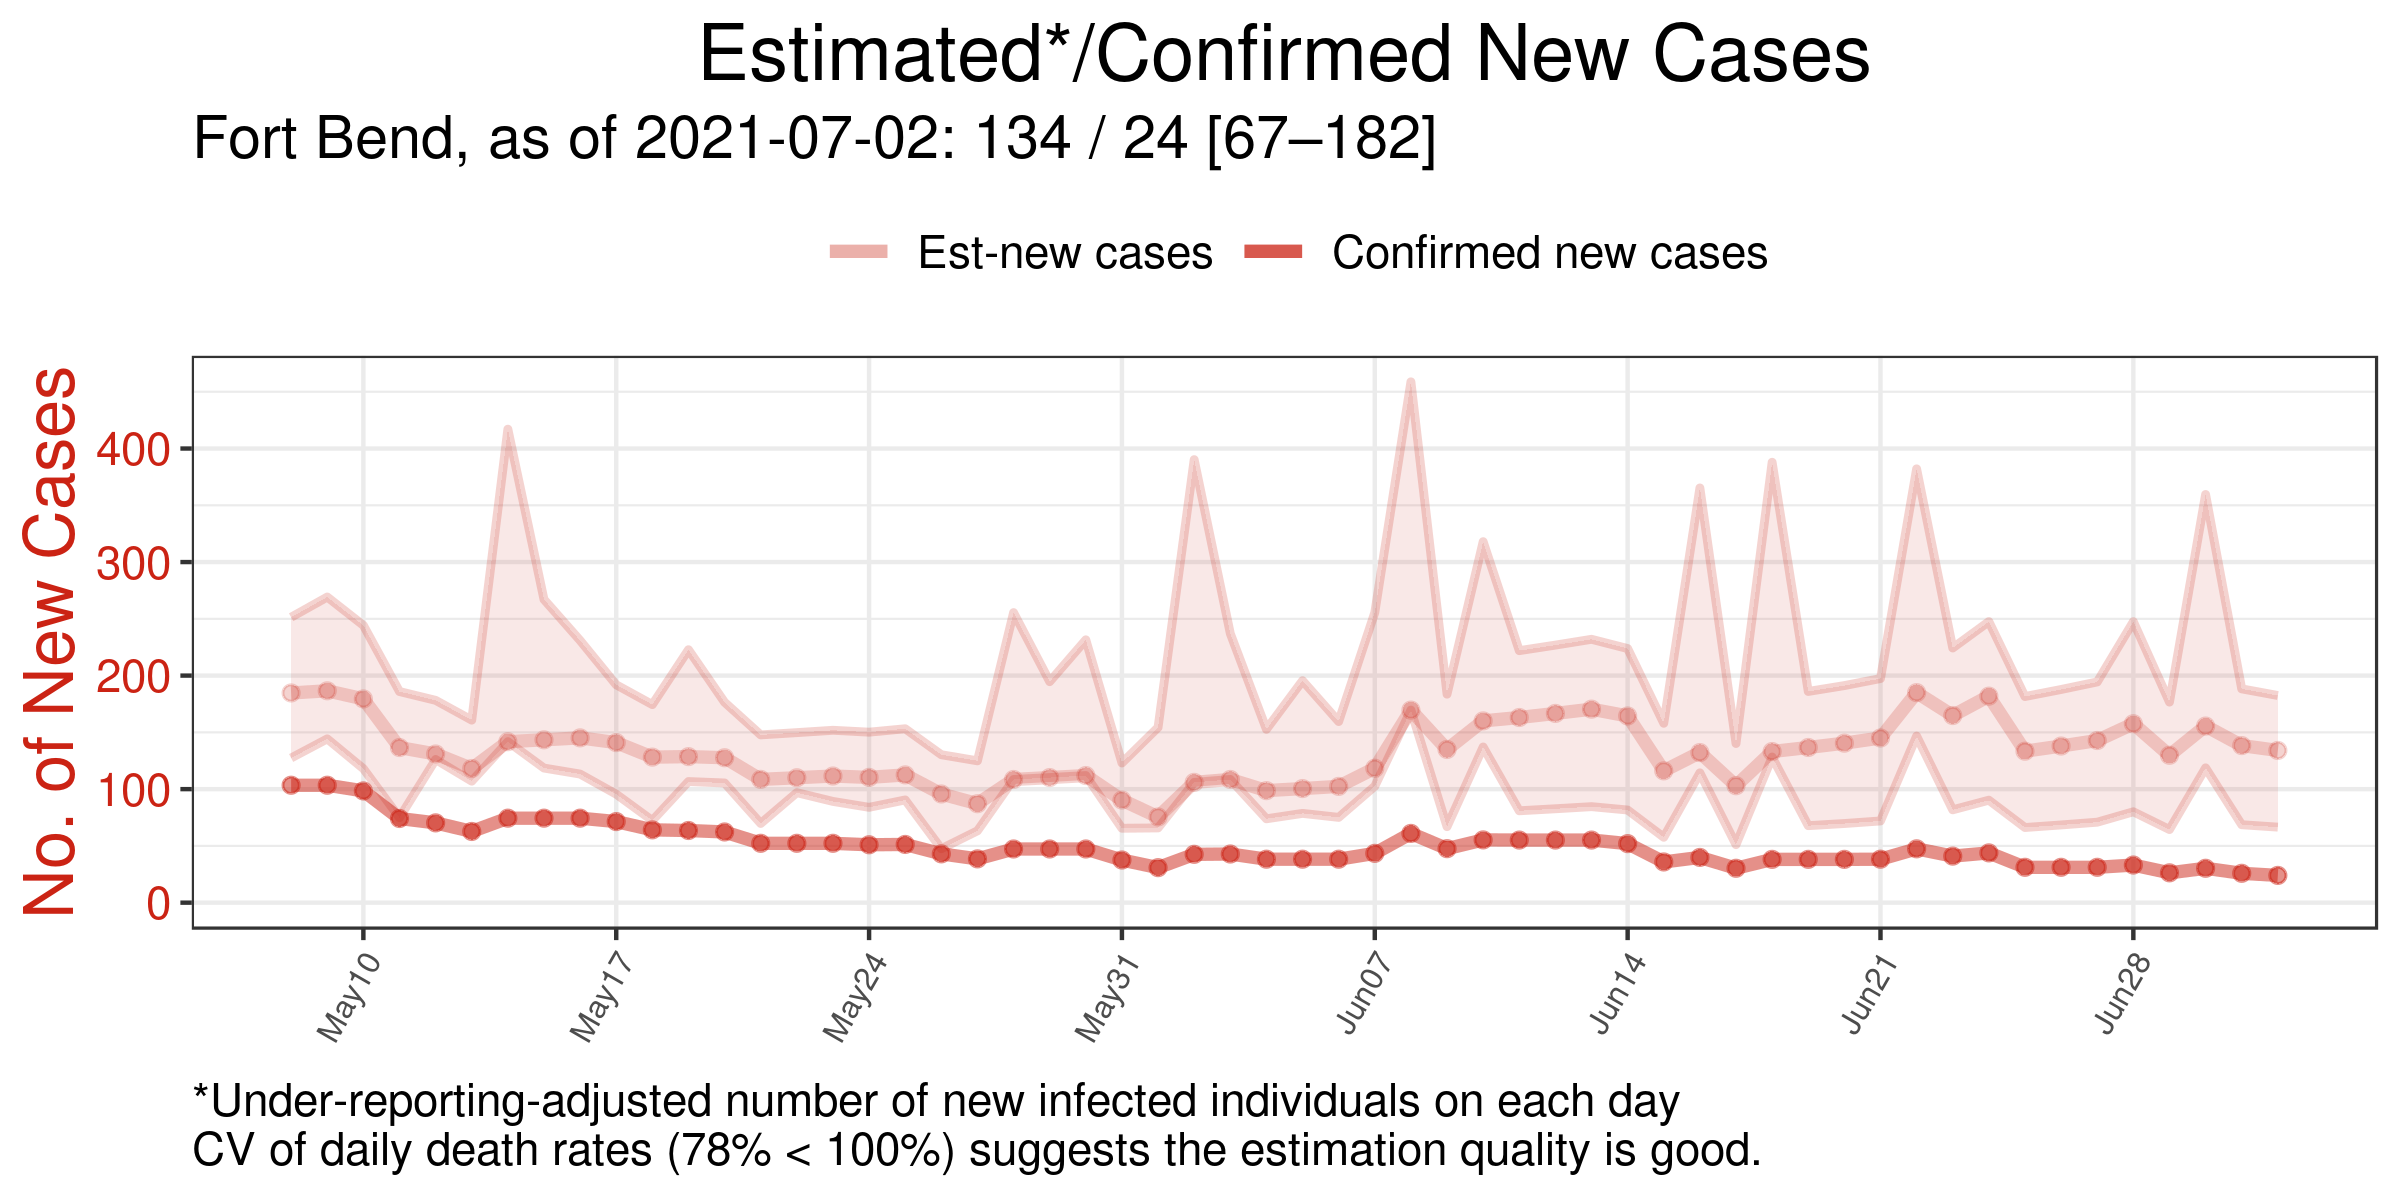 Estimated*/Confirmed New Cases
Fort Bend, as of 2021-07-02: 134 / 24 [67–182]
Est-new cases
Confirmed new cases
No. of New Cases
400
300
200
100
0
May10
May17
May24
May31
Jun07
Jun14
Jun21
Jun28
*Under-reporting-adjusted number of new infected individuals on each day
CV of daily death rates (78% < 100%) suggests the estimation quality is good.